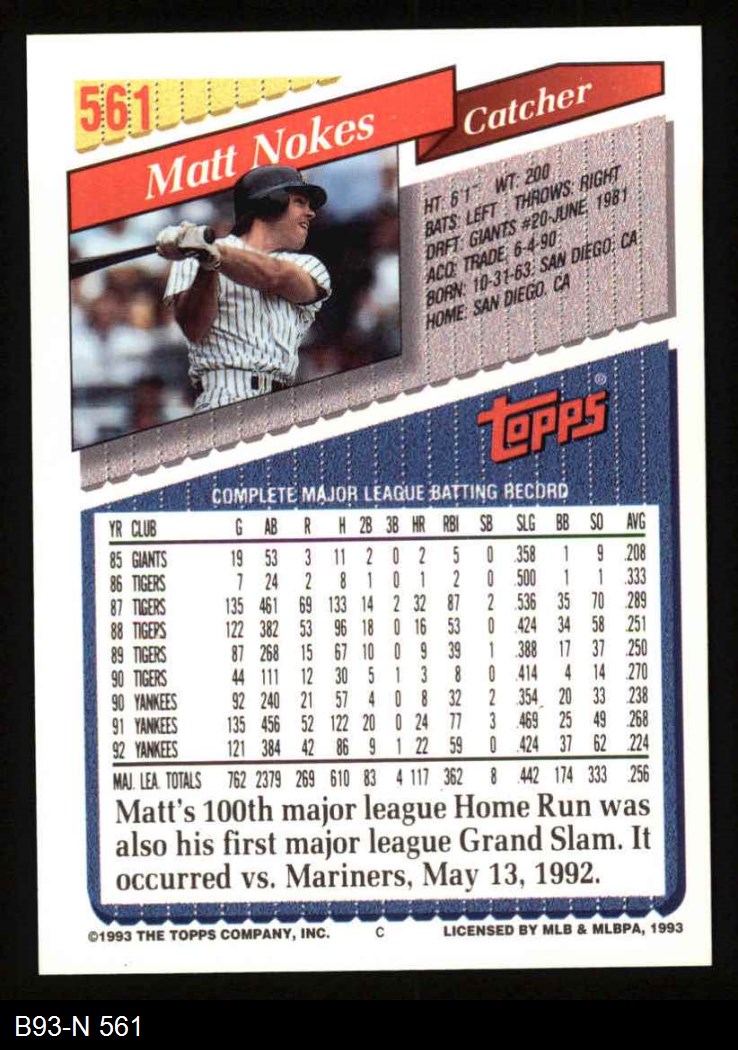 561
Matt Nokes
Catcher
HT: 6'1" WT: 200
BATS: LEFT THROWS: RIGHT
DRFT: GIANTS #20-JUNE, 1981
ACQ: TRADE, 6-4-90
BORN: 10-31-63, SAN DIEGO, CA
HOME: SAN DIEGO, CA
topps®
COMPLETE MAJOR LEAGUE BATTING RECORD
YR CLUB G AB R H 2B 3B HR RBI SB SLG BB SO AVG
85 GIANTS 19 53 3 11 2 0 2 5 0 .358 1 9 .208
86 TIGERS 7 24 2 8 1 0 1 2 0 .500 1 1 .333
87 TIGERS 135 461 69 133 14 2 32 87 2 .536 35 70 .289
88 TIGERS 122 382 53 96 18 0 16 53 0 .424 34 58 .251
89 TIGERS 87 268 15 67 10 0 9 39 1 .388 17 37 .250
90 TIGERS 44 111 12 30 5 1 3 8 0 .414 4 14 .270
90 YANKEES 92 240 21 57 4 0 8 32 2 .354 20 33 .238
91 YANKEES 135 456 52 122 20 0 24 77 3 .469 25 49 .268
92 YANKEES 121 384 42 86 9 1 22 59 0 .424 37 62 .224
MAJ. LEA. TOTALS 762 2379 269 610 83 4 117 362 8 .442 174 333 .256
Matt's 100th major league Home Run was
also his first major league Grand Slam. It
occurred vs. Mariners, May 13, 1992.
©1993 THE TOPPS COMPANY, INC. C LICENSED BY MLB & MLBPA, 1993
B93-N 561